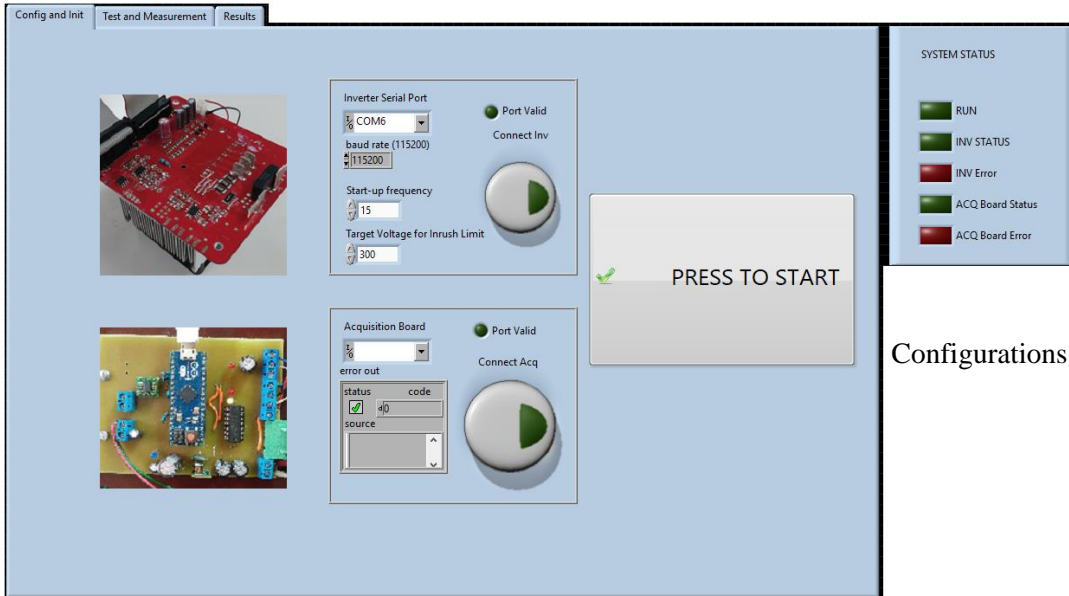 Config and Init
Test and Measurement
Results
Inverter Serial Port
COM6
Port Valid
Connect Inv
baud rate (115200)
115200
Start-up frequency
15
Target Voltage for Inrush Limit
300
PRESS TO START
Acquisition Board
Port Valid
Connect Acq
error out
status code
d0
source
SYSTEM STATUS
RUN
INV STATUS
INV Error
ACQ Board Status
ACQ Board Error
Configurations